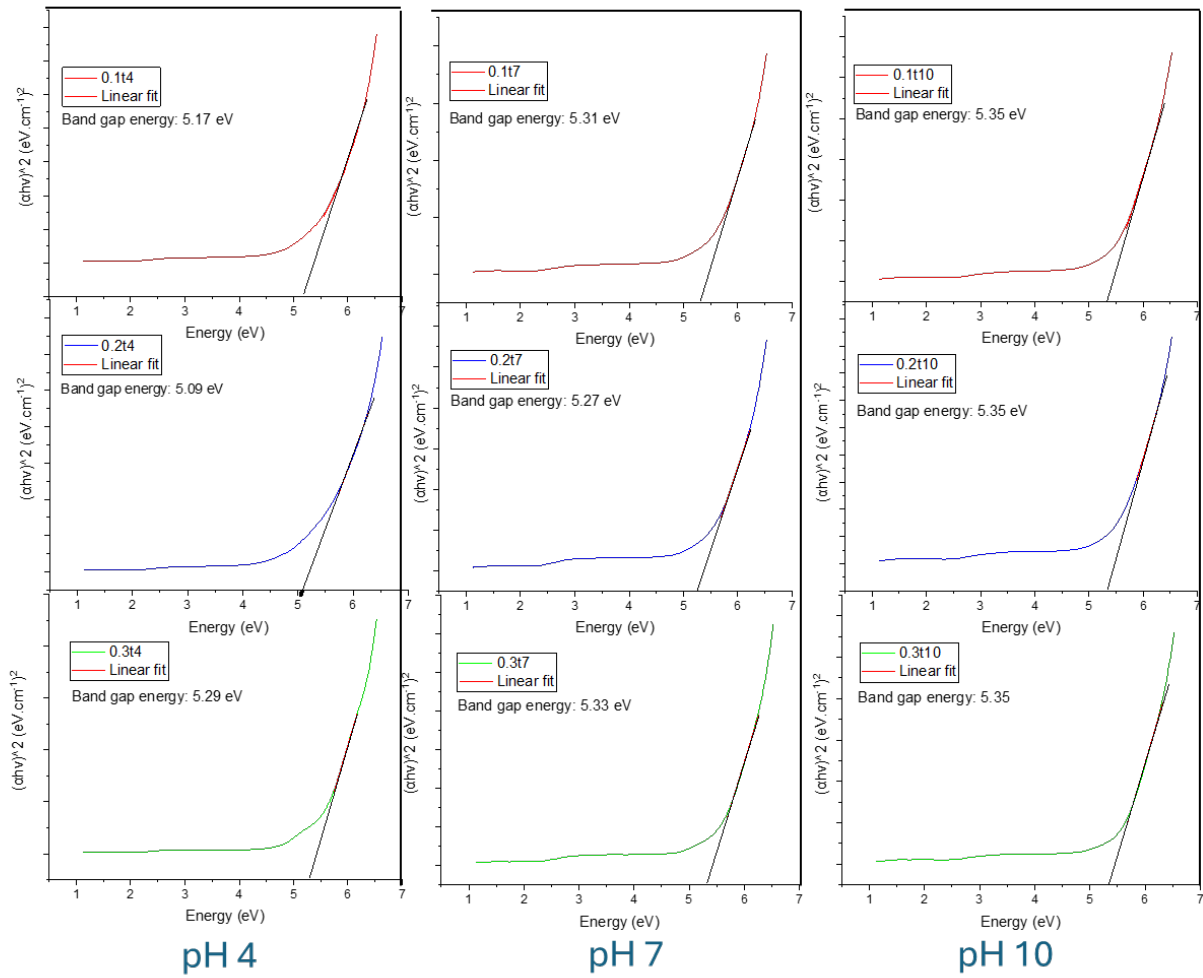 0.1t4
Linear fit
Band gap energy: 5.17 eV
(αhν)^2 (eV.cm⁻¹)²
1 2 3 4 5 6 7
Energy (eV)
0.1t7
Linear fit
Band gap energy: 5.31 eV
(αhν)^2 (eV.cm⁻¹)²
1 2 3 4 5 6 7
Energy (eV)
0.1t10
Linear fit
Band gap energy: 5.35 eV
(αhν)^2 (eV.cm⁻¹)²
1 2 3 4 5 6 7
Energy (eV)
0.2t4
Linear fit
Band gap energy: 5.09 eV
(αhν)^2 (eV.cm⁻¹)²
1 2 3 4 5 6 7
Energy (eV)
0.2t7
Linear fit
Band gap energy: 5.27 eV
(αhν)^2 (eV.cm⁻¹)²
1 2 3 4 5 6 7
Energy (eV)
0.2t10
Linear fit
Band gap energy: 5.35 eV
(αhν)^2 (eV.cm⁻¹)²
1 2 3 4 5 6 7
Energy (eV)
0.3t4
Linear fit
Band gap energy: 5.29 eV
(αhν)^2 (eV.cm⁻¹)²
1 2 3 4 5 6 7
Energy (eV)
0.3t7
Linear fit
Band gap energy: 5.33 eV
(αhν)^2 (eV.cm⁻¹)²
1 2 3 4 5 6 7
Energy (eV)
0.3t10
Linear fit
Band gap energy: 5.35
(αhν)^2 (eV.cm⁻¹)²
1 2 3 4 5 6 7
Energy (eV)
pH 4
pH 7
pH 10